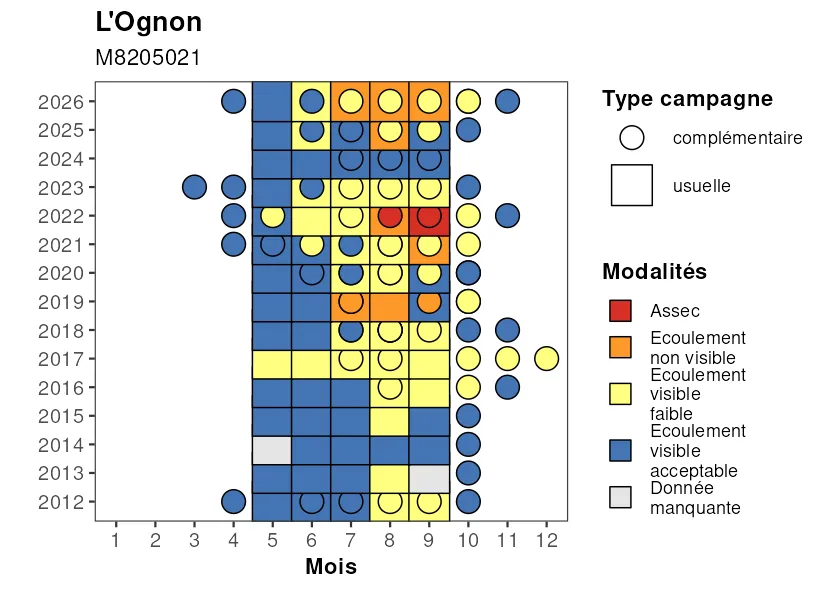 L'Ognon
M8205021
2026
2025
2024
2023
2022
2021
2020
2019
2018
2017
2016
2015
2014
2013
2012
1 2 3 4 5 6 7 8 9 10 11 12
Mois
Type campagne
complémentaire
usuelle
Modalités
Assec
Ecoulement
non visible
Ecoulement
visible
faible
Ecoulement
visible
acceptable
Donnée
manquante